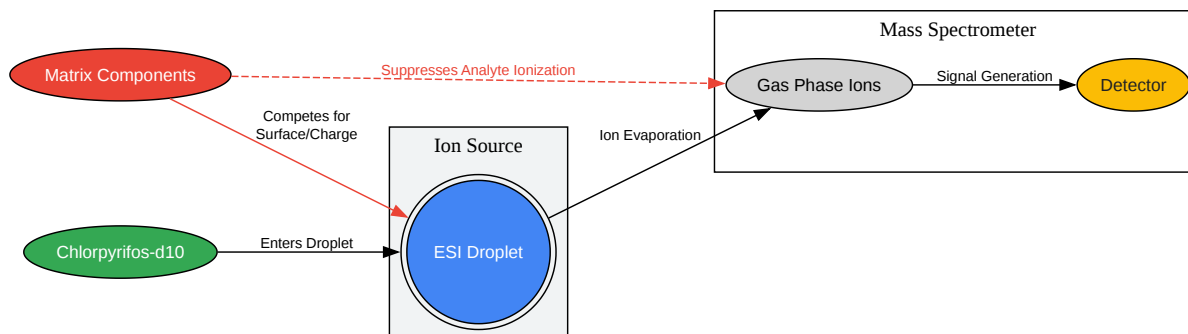 Mass Spectrometer
Matrix Components
Suppresses Analyte Ionization
Gas Phase Ions
Signal Generation
Detector
Competes for
Surface/Charge
Ion Source
Ion Evaporation
Chlorpyrifos-d10
Enters Droplet
ESI Droplet